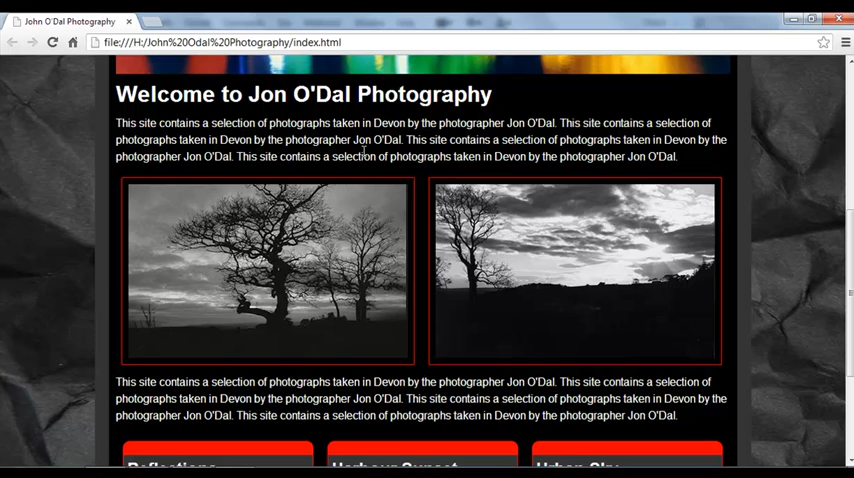 John O'Dal Photography
file:///H:/John%20Odal%20Photography/index.html
Welcome to Jon O'Dal Photography
This site contains a selection of photographs taken in Devon by the photographer Jon O'Dal. This site contains a selection of
photographs taken in Devon by the photographer Jon O'Dal. This site contains a selection of photographs taken in Devon by the
photographer Jon O'Dal. This site contains a selection of photographs taken in Devon by the photographer Jon O'Dal.
This site contains a selection of photographs taken in Devon by the photographer Jon O'Dal. This site contains a selection of
photographs taken in Devon by the photographer Jon O'Dal. This site contains a selection of photographs taken in Devon by the
photographer Jon O'Dal. This site contains a selection of photographs taken in Devon by the photographer Jon O'Dal.
Reflections Harbour Sunset Urban Sky